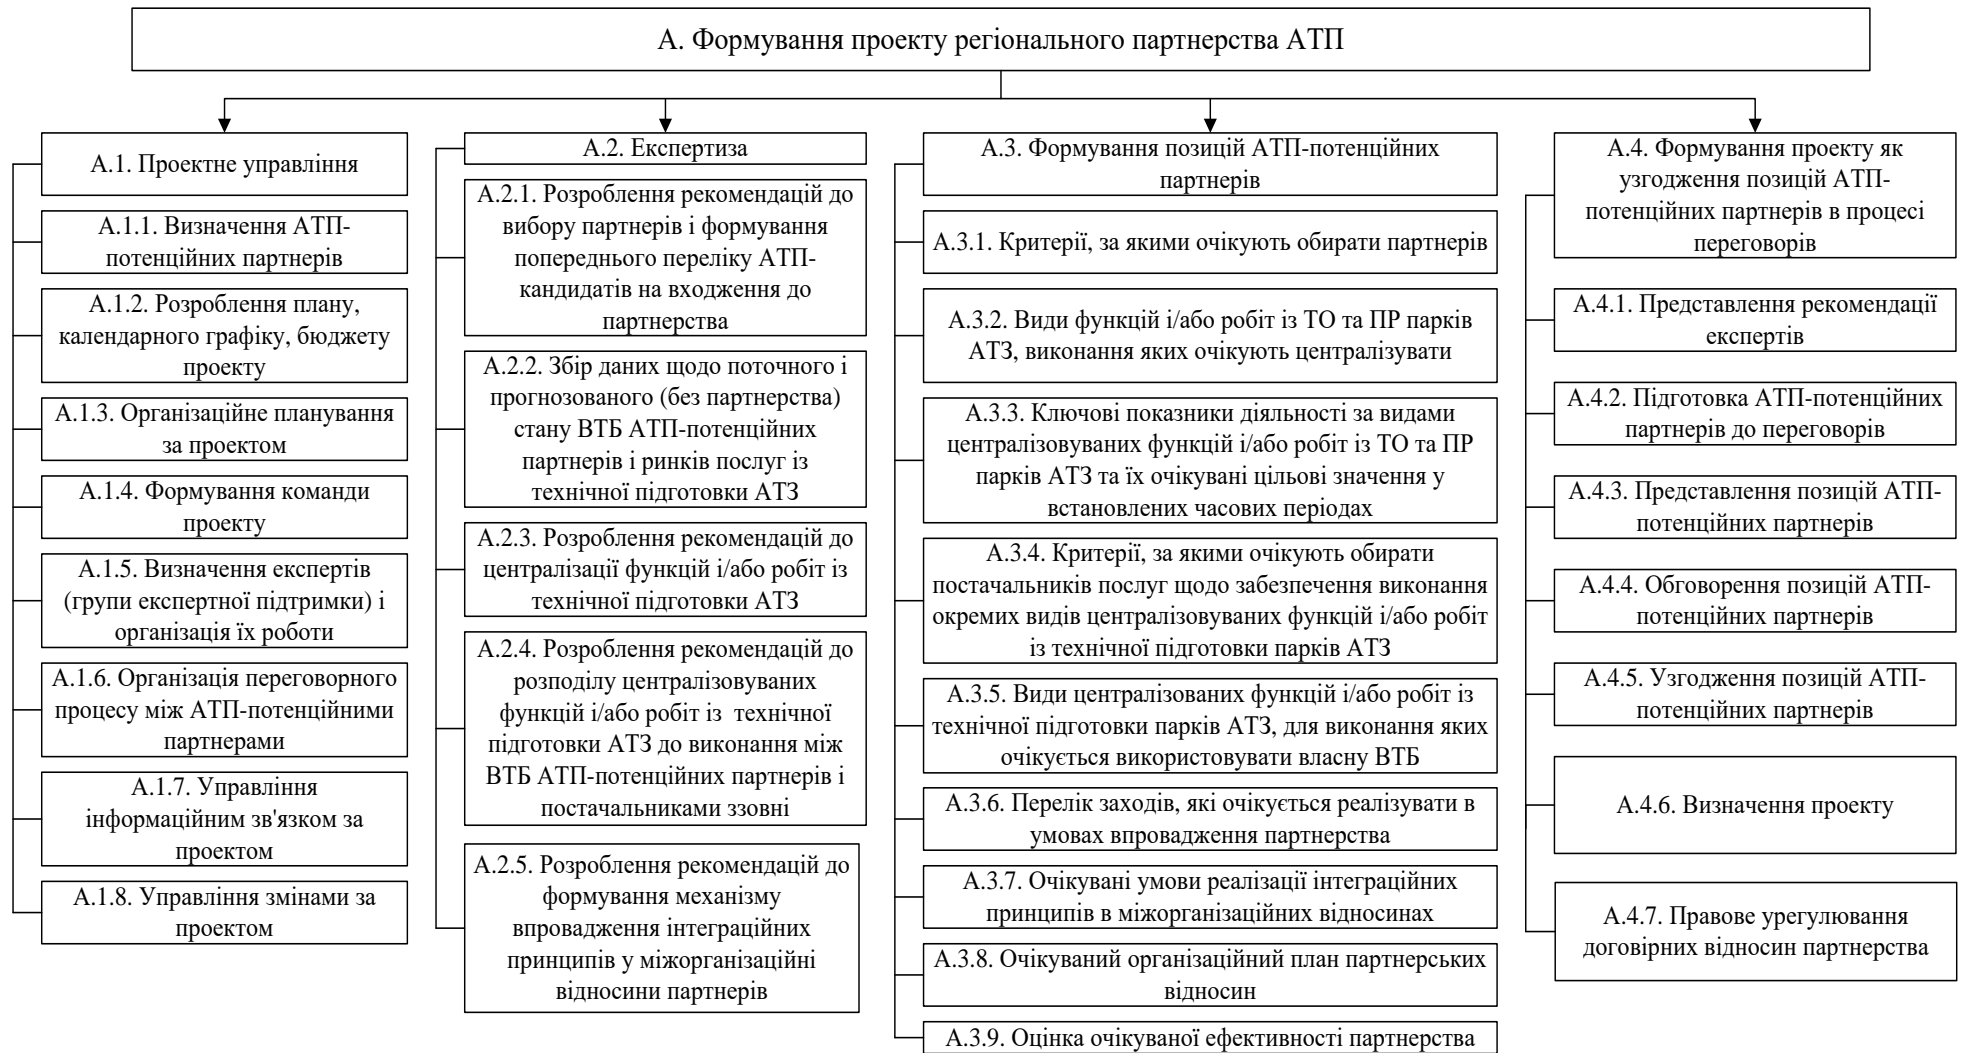 А. Формування проекту регіонального партнерства АТП
А.1. Проектне управління
А.1.1. Визначення АТП-
потенційних партнерів
А.1.2. Розроблення плану,
календарного графіку, бюджету
проекту
А.1.3. Організаційне планування
за проектом
А.1.4. Формування команди
проекту
А.1.5. Визначення експертів
(групи експертної підтримки) і
організація їх роботи
А.1.6. Організація переговорного
процесу між АТП-потенційними
партнерами
А.1.7. Управління
інформаційним зв'язком за
проектом
А.1.8. Управління змінами за
проектом
А.2. Експертиза
А.2.1. Розроблення рекомендацій до
вибору партнерів і формування
попереднього переліку АТП-
кандидатів на входження до
партнерства
А.2.2. Збір даних щодо поточного і
прогнозованого (без партнерства)
стану ВТБ АТП-потенційних
партнерів і ринків послуг із
технічної підготовки АТЗ
А.2.3. Розроблення рекомендацій до
централізації функцій і/або робіт із
технічної підготовки АТЗ
А.2.4. Розроблення рекомендацій до
розподілу централізовуваних
функцій і/або робіт із технічної
підготовки АТЗ до виконання між
ВТБ АТП-потенційних партнерів і
постачальниками ззовні
А.2.5. Розроблення рекомендацій до
формування механізму
впровадження інтеграційних
принципів у міжорганізаційні
відносини партнерів
А.3. Формування позицій АТП-потенційних
партнерів
А.3.1. Критерії, за якими очікують обирати партнерів
А.3.2. Види функцій і/або робіт із ТО та ПР парків
АТЗ, виконання яких очікують централізувати
А.3.3. Ключові показники діяльності за видами
централізовуваних функцій і/або робіт із ТО та ПР
парків АТЗ та їх очікувані цільові значення у
встановлених часових періодах
А.3.4. Критерії, за якими очікують обирати
постачальників послуг щодо забезпечення виконання
окремих видів централізовуваних функцій і/або робіт
із технічної підготовки парків АТЗ
А.3.5. Види централізованих функцій і/або робіт із
технічної підготовки парків АТЗ, для виконання яких
очікується використовувати власну ВТБ
А.3.6. Перелік заходів, які очікується реалізувати в
умовах впровадження партнерства
А.3.7. Очікувані умови реалізації інтеграційних
принципів в міжорганізаційних відносинах
А.3.8. Очікуваний організаційний план партнерських
відносин
А.3.9. Оцінка очікуваної ефективності партнерства
А.4. Формування проекту як
узгодження позицій АТП-
потенційних партнерів в процесі
переговорів
А.4.1. Представлення рекомендації
експертів
А.4.2. Підготовка АТП-потенційних
партнерів до переговорів
А.4.3. Представлення позицій АТП-
потенційних партнерів
А.4.4. Обговорення позицій АТП-
потенційних партнерів
А.4.5. Узгодження позицій АТП-
потенційних партнерів
А.4.6. Визначення проекту
А.4.7. Правове урегулювання
договірних відносин партнерства